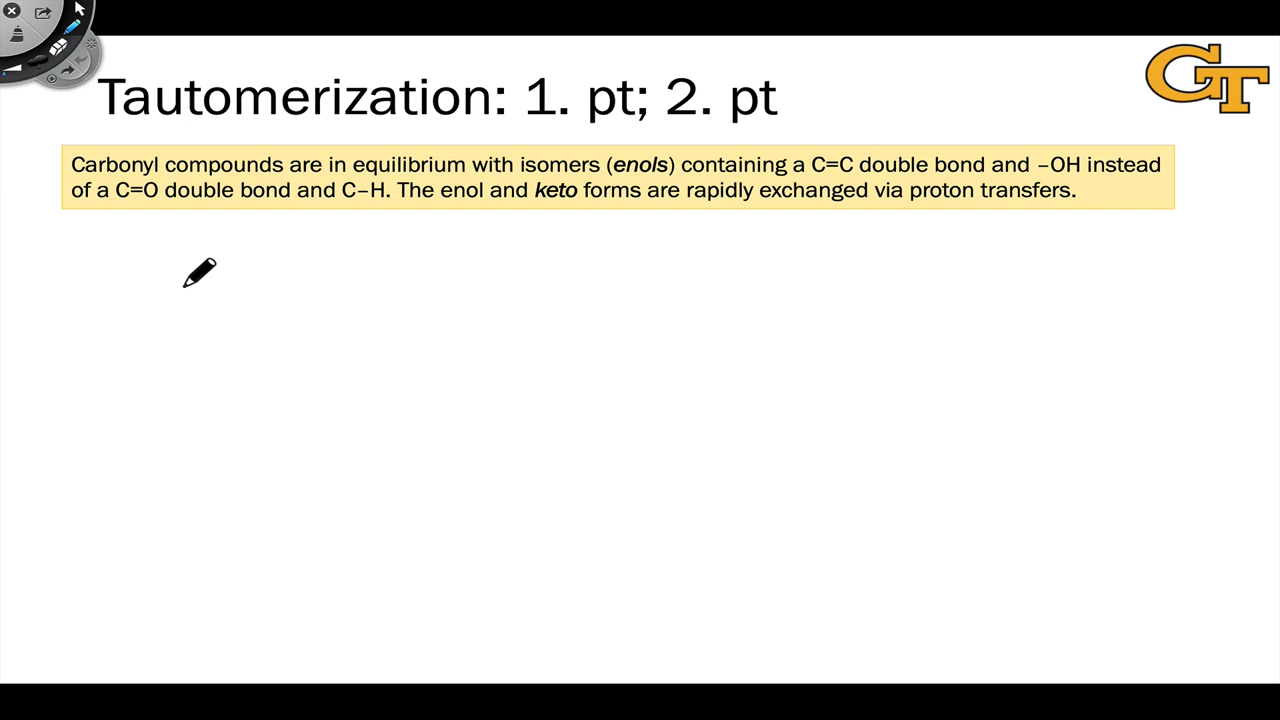 GT
Tautomerization: 1. pt; 2. pt
Carbonyl compounds are in equilibrium with isomers (enols) containing a C=C double bond and –OH instead
of a C=O double bond and C–H. The enol and keto forms are rapidly exchanged via proton transfers.